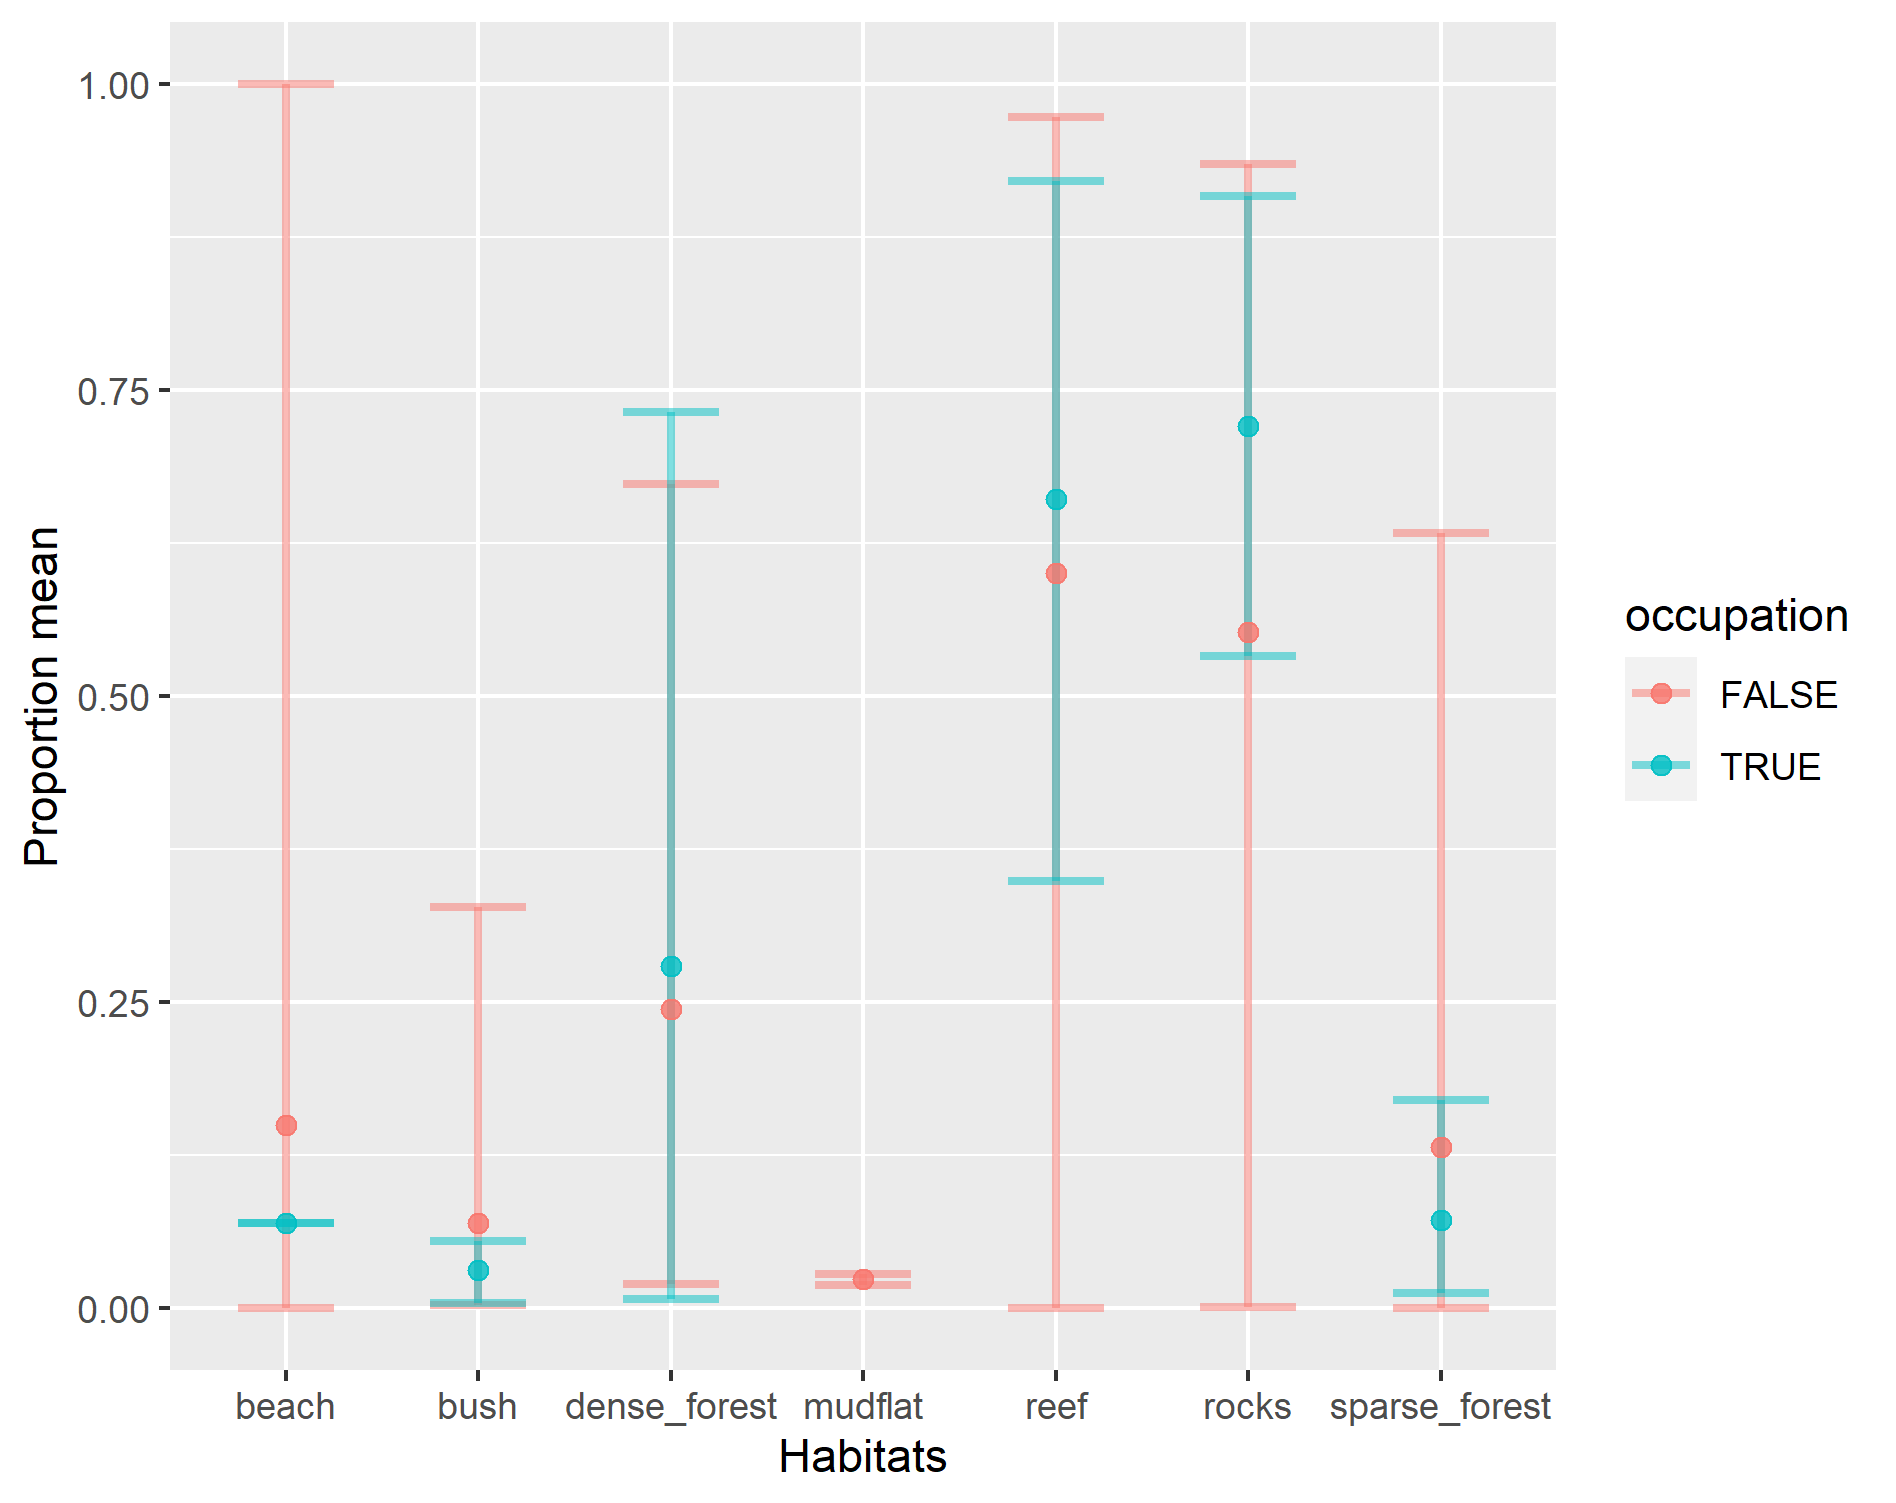 1.00
0.75
0.50
0.25
0.00
Proportion mean
beach bush dense_forest mudflat reef rocks sparse_forest
Habitats
occupation
FALSE
TRUE